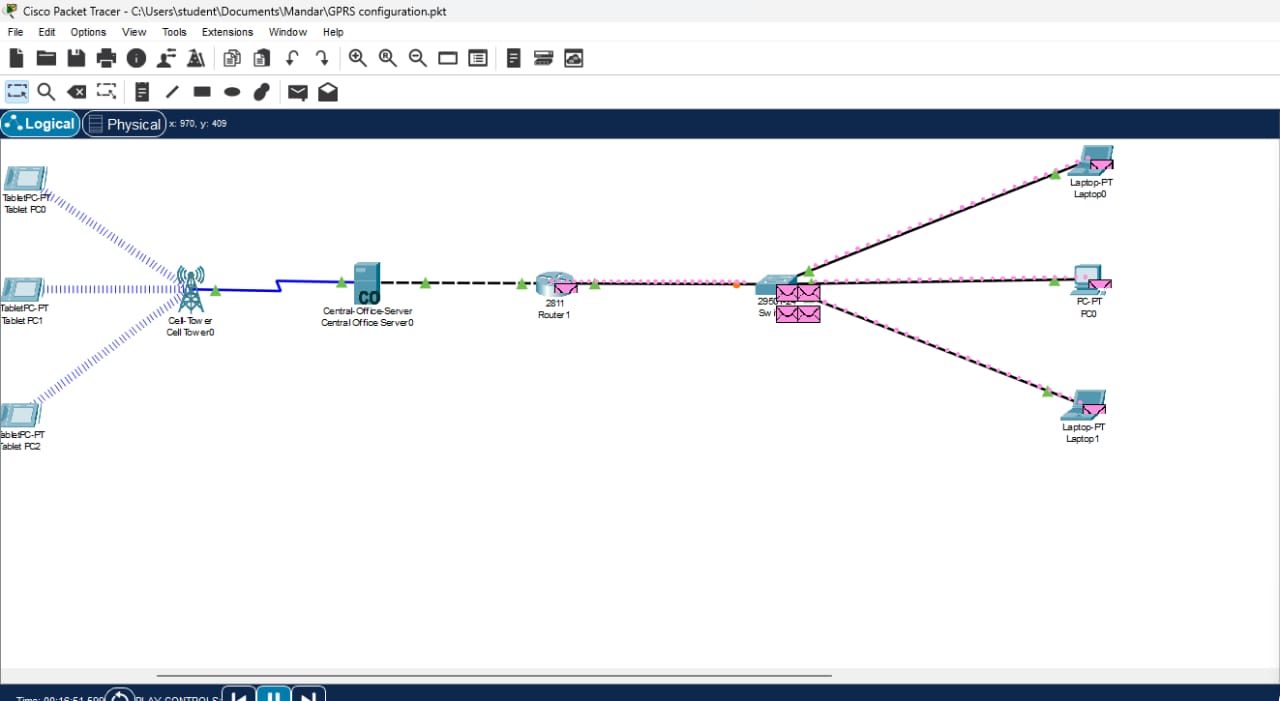 Cisco Packet Tracer - C:\Users\student\Documents\Mandar\GPRS configuration.pkt
File Edit Options View Tools Extensions Window Help
Logical Physical x: 970, y: 409
TabletPC-PT
Tablet PC0
TabletPC-PT
Tablet PC1
abletPC-PT
ablet PC2
Cell-Tower
Cell Tower0
CO
Central-Office-Server
Central Office Server0
2811
Router1
295
Swi
Laptop-PT
Laptop0
PC-PT
PC0
Laptop-PT
Laptop1
Time: 00:16:51.599 PLAY CONTROLS